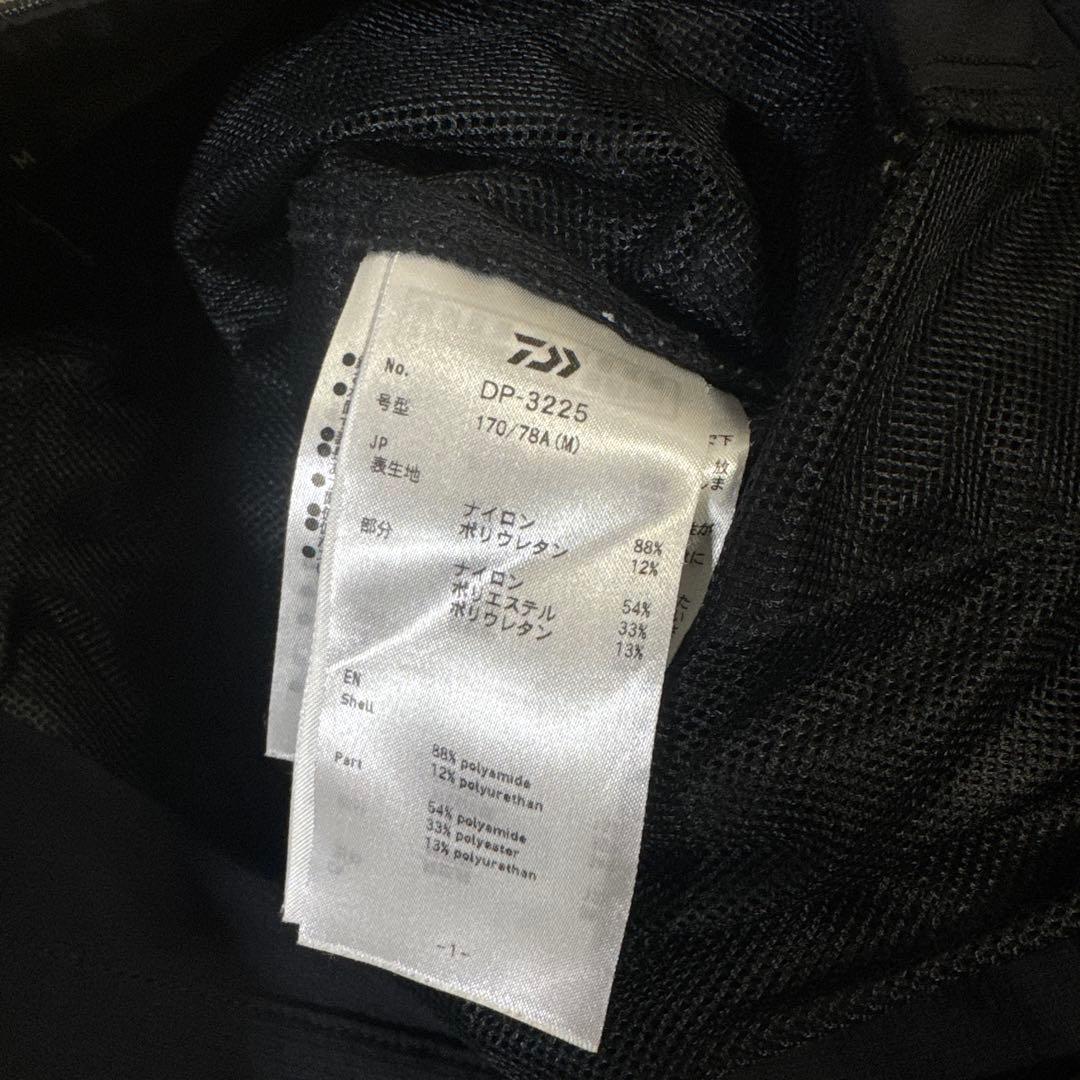 No. DP-3225
号型 170/78A(M)
JP
表生地
ナイロン 88%
ポリウレタン 12%
部分
ナイロン 54%
ポリエステル 33%
ポリウレタン 13%
EN
Shell
88% polyamide
12% polyurethan
Part
54% polyamide
33% polyester
13% polyurethan
-1-
M